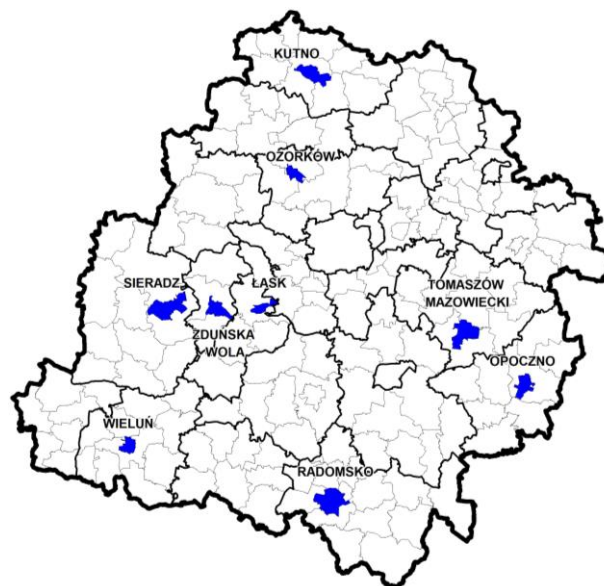 KUTNO
OZORKÓW
SIERADZ
ŁASK
ZDUŃSKA
WOLA
TOMASZÓW
MAZOWIECKI
OPOCZNO
WIELUŃ
RADOMSKO